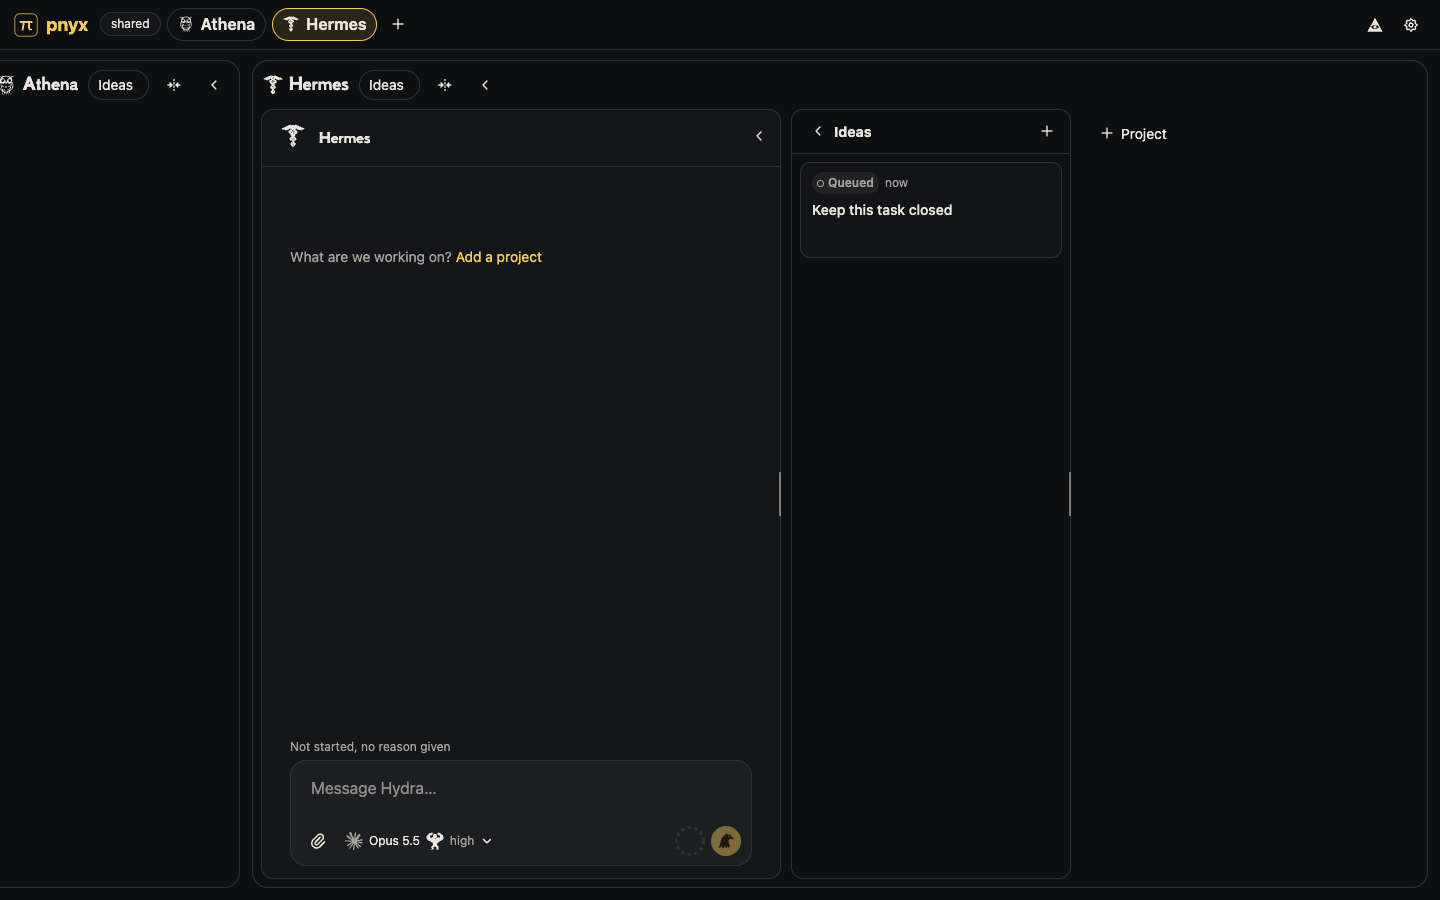 π pnyx shared Athena Hermes +
Athena Ideas
Hermes Ideas
Hermes
Ideas +
+ Project
Queued now
Keep this task closed
What are we working on? Add a project
Not started, no reason given
Message Hydra...
Opus 5.5 high